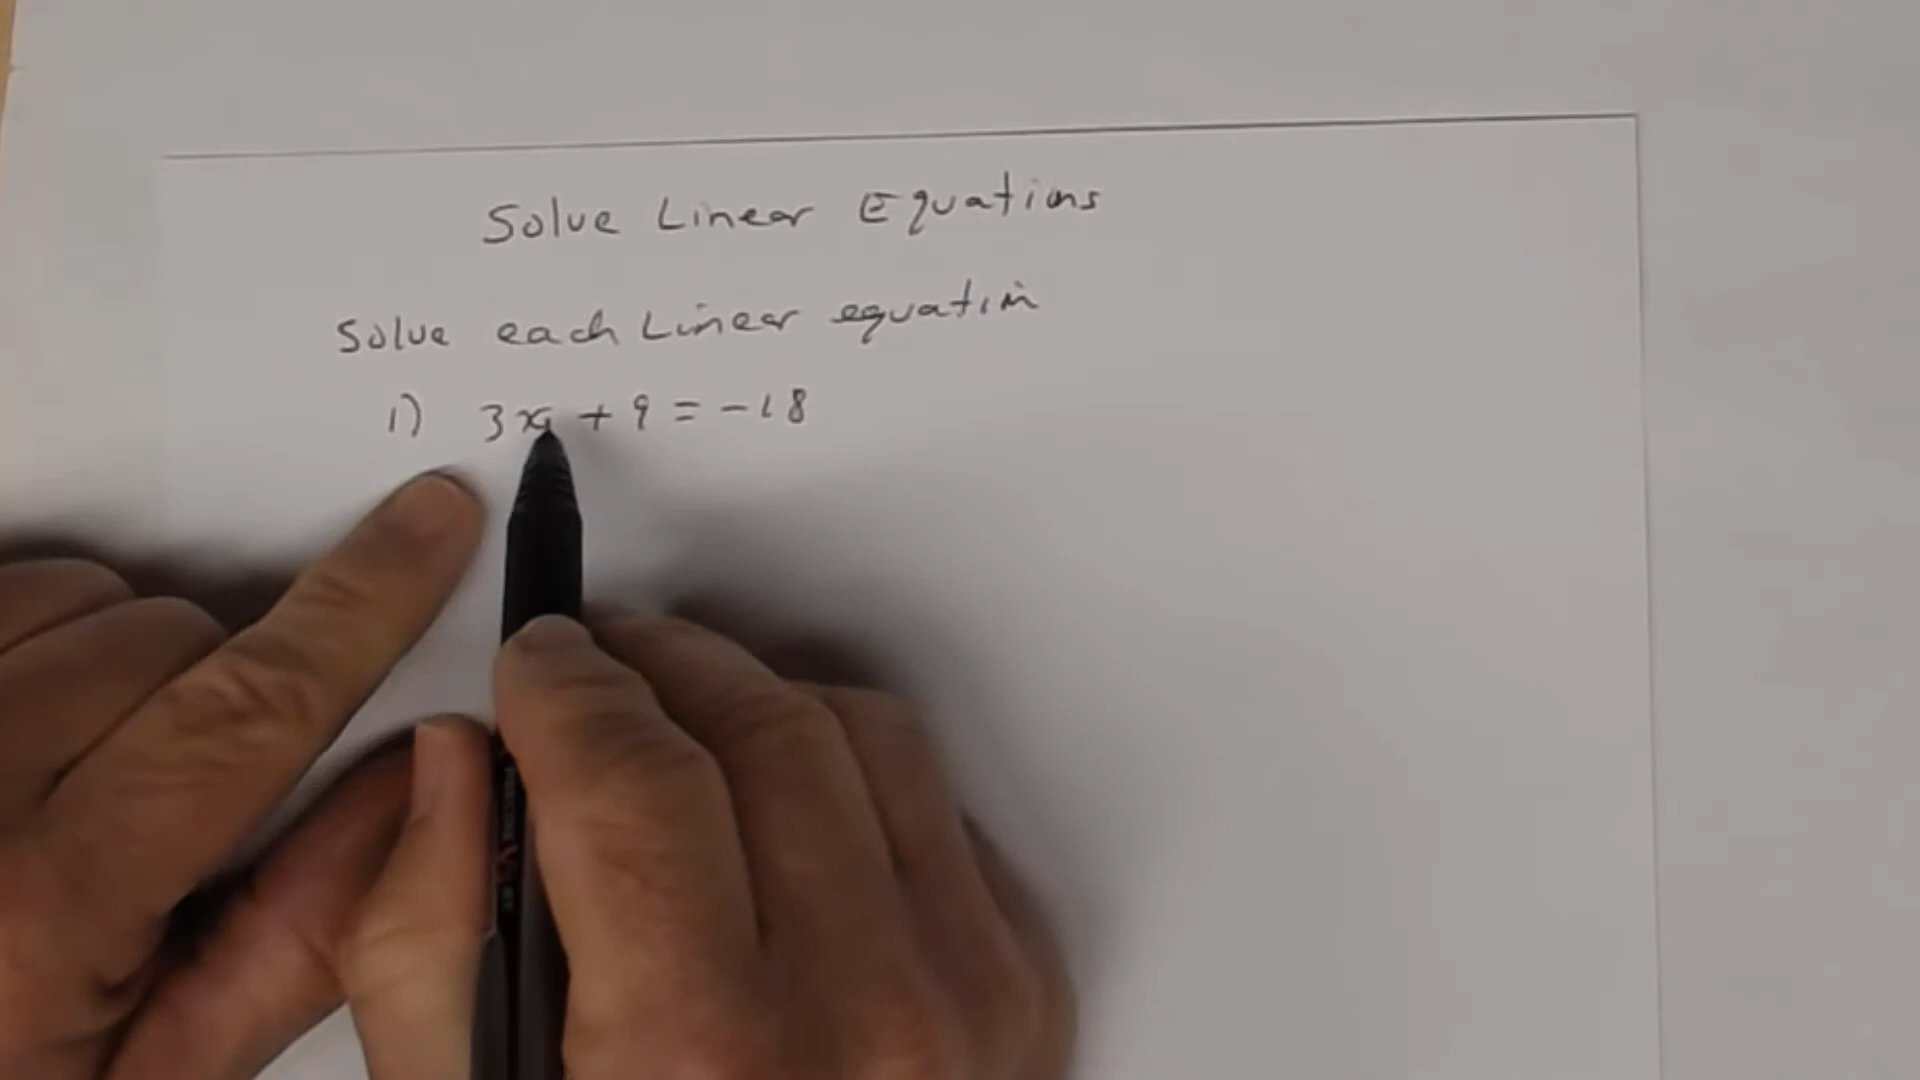 Solve Linear Equations
Solve each Linear equation
1) 3x + 9 = -18